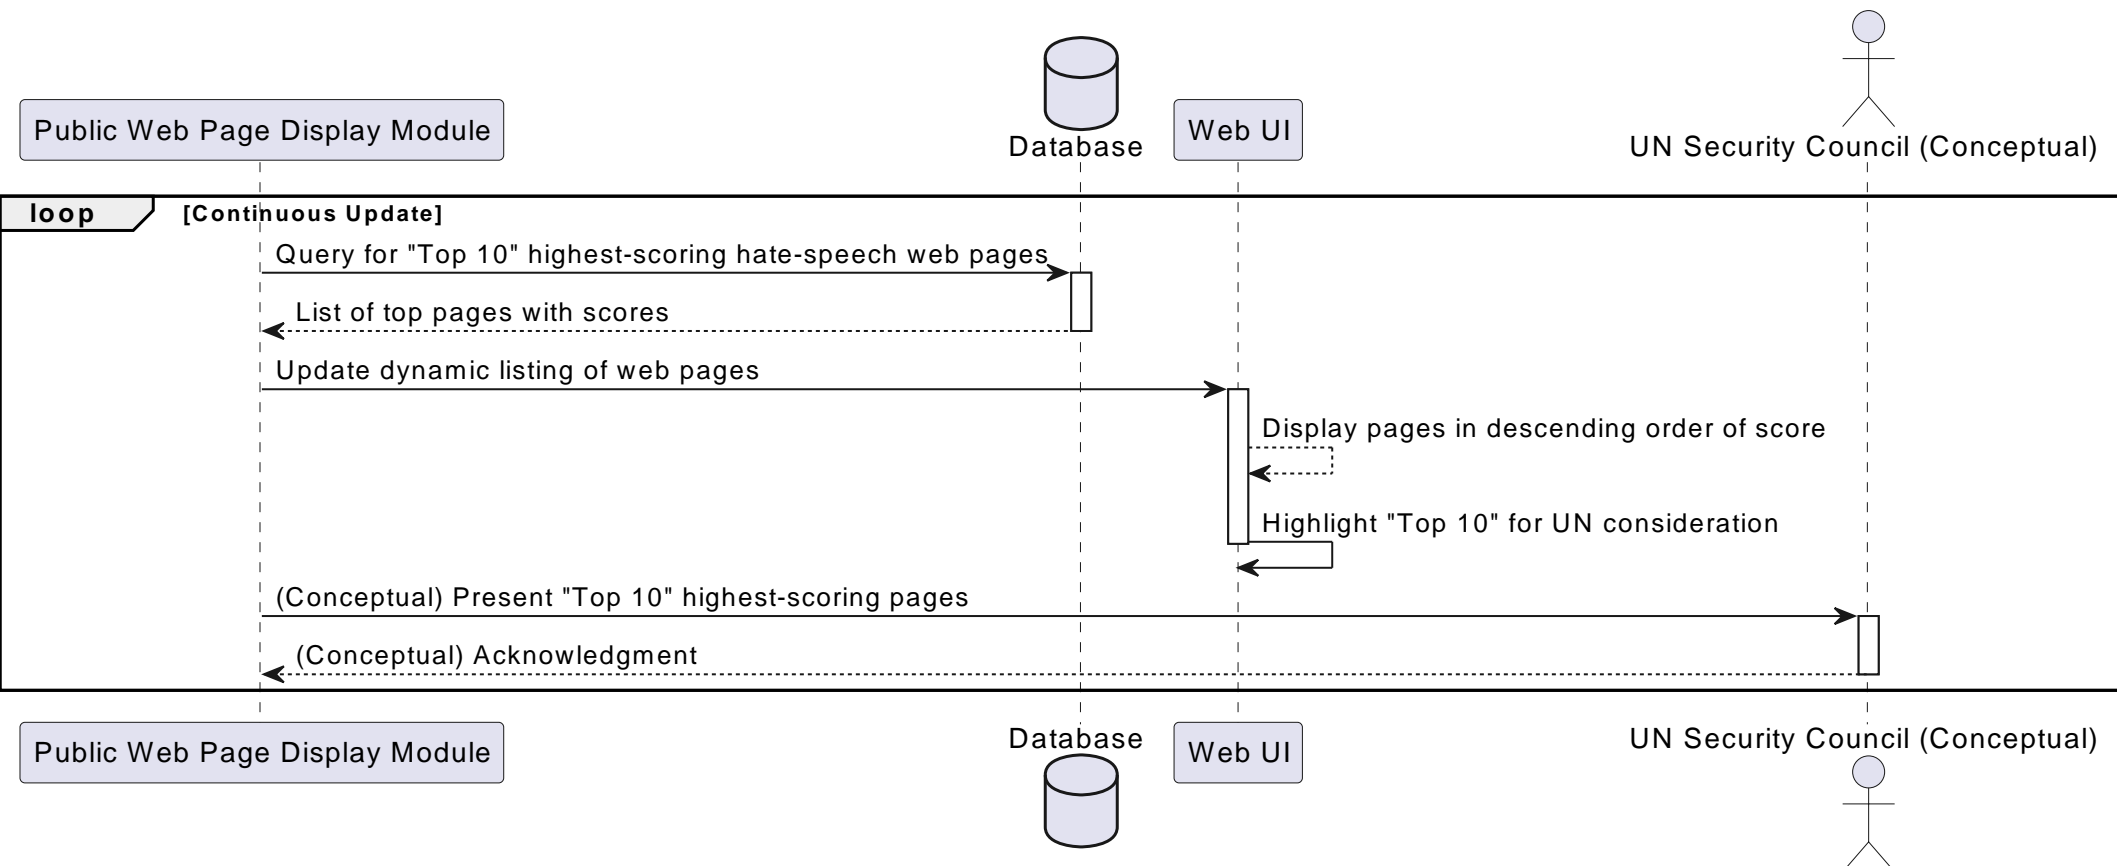 Public Web Page Display Module
Database
Web UI
UN Security Council (Conceptual)
loop
[Continuous Update]
Query for "Top 10" highest-scoring hate-speech web pages
List of top pages with scores
Update dynamic listing of web pages
Display pages in descending order of score
Highlight "Top 10" for UN consideration
(Conceptual) Present "Top 10" highest-scoring pages
(Conceptual) Acknowledgment
Public Web Page Display Module
Database
Web UI
UN Security Council (Conceptual)